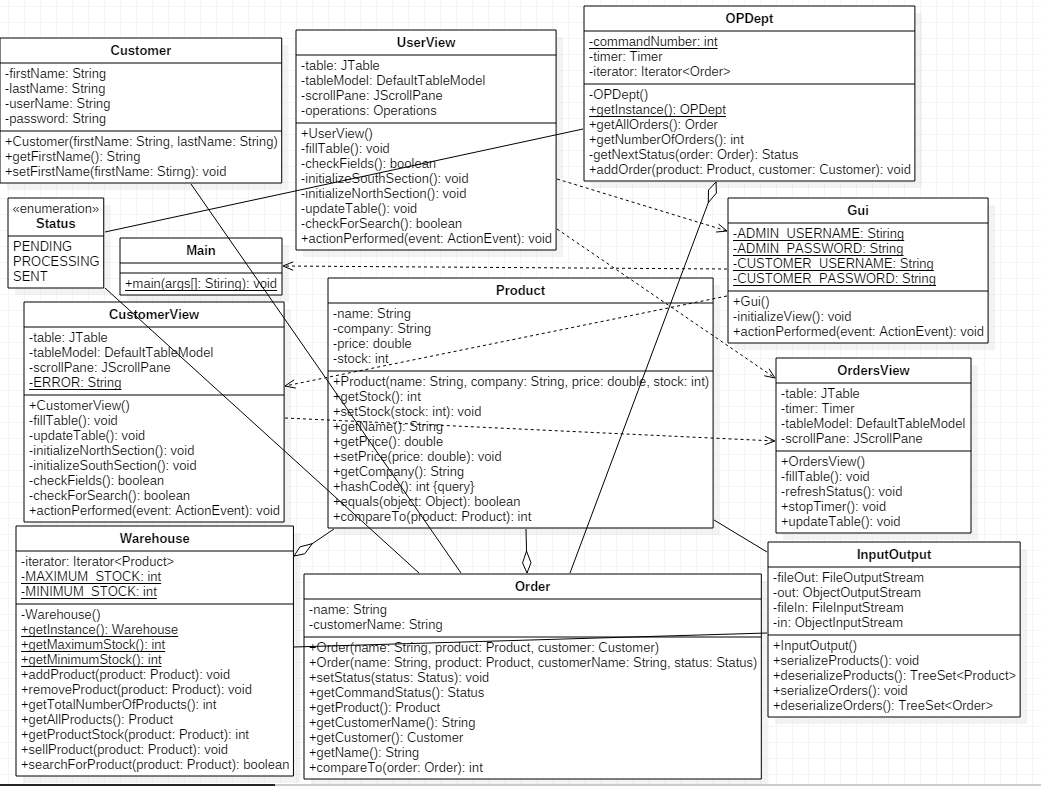 Customer
-firstName: String
-lastName: String
-userName: String
-password: String
+Customer(firstName: String, lastName: String)
+getFirstName(): String
+setFirstName(firstName: Stirng): void
UserView
-table: JTable
-tableModel: DefaultTableModel
-scrollPane: JScrollPane
-operations: Operations
+UserView()
-fillTable(): void
-checkFields(): boolean
-initializeSouthSection(): void
-initializeNorthSection(): void
-updateTable(): void
-checkForSearch(): boolean
+actionPerformed(event: ActionEvent): void
OPDept
-commandNumber: int
-timer: Timer
-iterator: Iterator<Order>
-OPDept()
+getInstance(): OPDept
+getAllOrders(): Order
+getNumberOfOrders(): int
-getNextStatus(order: Order): Status
+addOrder(product: Product, customer: Customer): void
«enumeration»
Status
PENDING
PROCESSING
SENT
Main
+main(args[]: Stiring): void
Gui
-ADMIN_USERNAME: String
-ADMIN_PASSWORD: String
-CUSTOMER_USERNAME: String
-CUSTOMER_PASSWORD: String
+Gui()
-initializeView(): void
+actionPerformed(event: ActionEvent): void
Product
-name: String
-company: String
-price: double
-stock: int
+Product(name: String, company: String, price: double, stock: int)
+getStock(): int
+setStock(stock: int): void
+getName(): String
+getPrice(): double
+setPrice(price: double): void
+getCompany(): String
+hashCode(): int {query}
+equals(object: Object): boolean
+compareTo(product: Product): int
CustomerView
-table: JTable
-tableModel: DefaultTableModel
-scrollPane: JScrollPane
-ERROR: String
+CustomerView()
-fillTable(): void
-updateTable(): void
-initializeNorthSection(): void
-initializeSouthSection(): void
-checkFields(): boolean
-checkForSearch(): boolean
+actionPerformed(event: ActionEvent): void
OrdersView
-table: JTable
-timer: Timer
-tableModel: DefaultTableModel
-scrollPane: JScrollPane
+OrdersView()
-fillTable(): void
-refreshStatus(): void
+stopTimer(): void
+updateTable(): void
Warehouse
-iterator: Iterator<Product>
-MAXIMUM_STOCK: int
-MINIMUM_STOCK: int
-Warehouse()
+getInstance(): Warehouse
+getMaximumStock(): int
+getMinimumStock(): int
+addProduct(product: Product): void
+removeProduct(product: Product): void
+getTotalNumberOfProducts(): int
+getAllProducts(): Product
+getProductStock(product: Product): int
+sellProduct(product: Product): void
+searchForProduct(product: Product): boolean
Order
-name: String
-customerName: String
+Order(name: String, product: Product, customer: Customer)
+Order(name: String, product: Product, customerName: String, status: Status)
+setStatus(status: Status): void
+getCommandStatus(): Status
+getProduct(): Product
+getCustomerName(): String
+getCustomer(): Customer
+getName(): String
+compareTo(order: Order): int
InputOutput
-fileOut: FileOutputStream
-out: ObjectOutputStream
-fileIn: FileInputStream
-in: ObjectInputStream
+InputOutput()
+serializeProducts(): void
+deserializeProducts(): TreeSet<Product>
+serializeOrders(): void
+deserializeOrders(): TreeSet<Order>